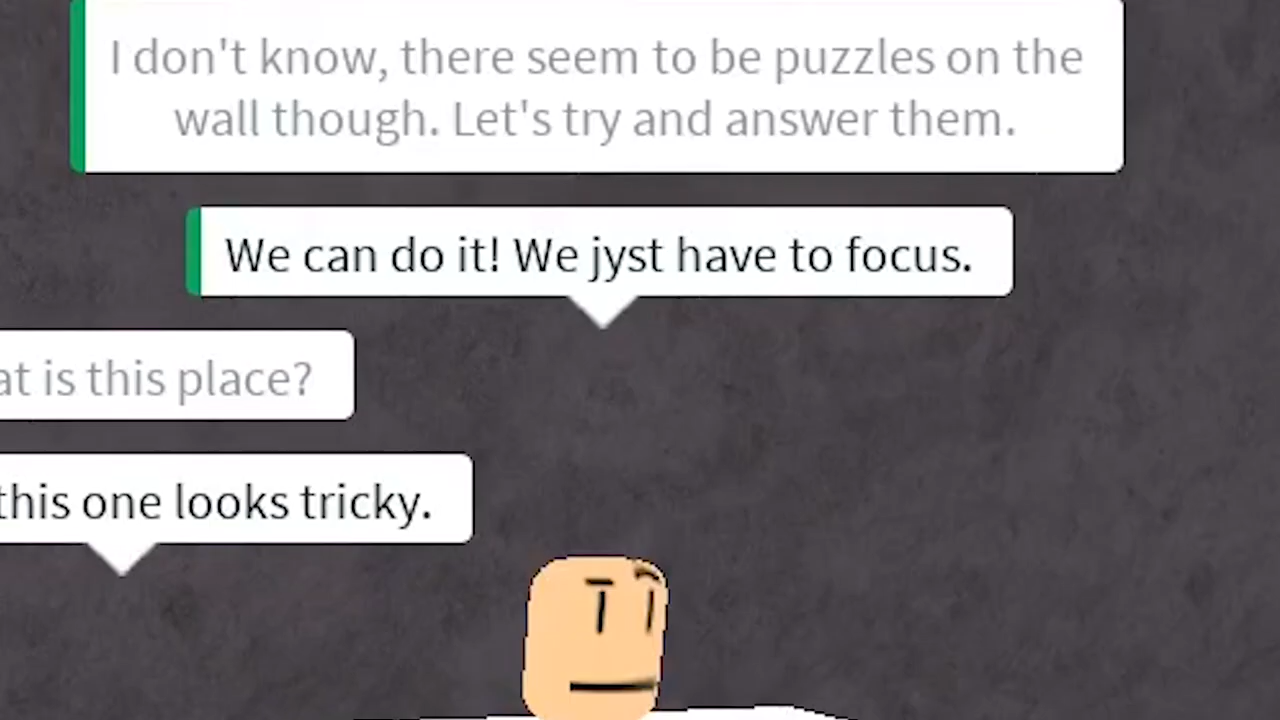 I don't know, there seem to be puzzles on the
wall though. Let's try and answer them.
We can do it! We jyst have to focus.
is this place?
this one looks tricky.